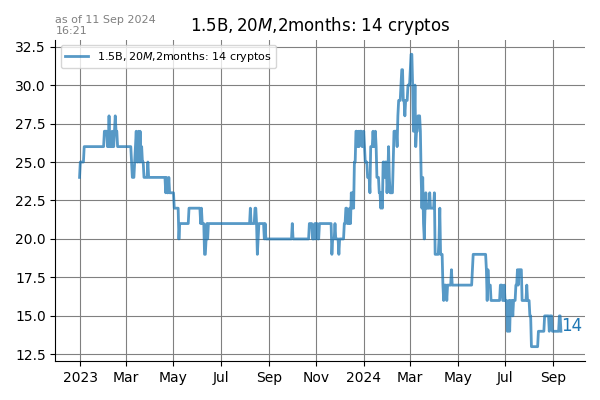 as of 11 Sep 2024
16:21
1.5B, 20M,2months: 14 cryptos
1.5B, 20M,2months: 14 cryptos
32.5
30.0
27.5
25.0
22.5
20.0
17.5
15.0
12.5
14
2023 Mar May Jul Sep Nov 2024 Mar May Jul Sep